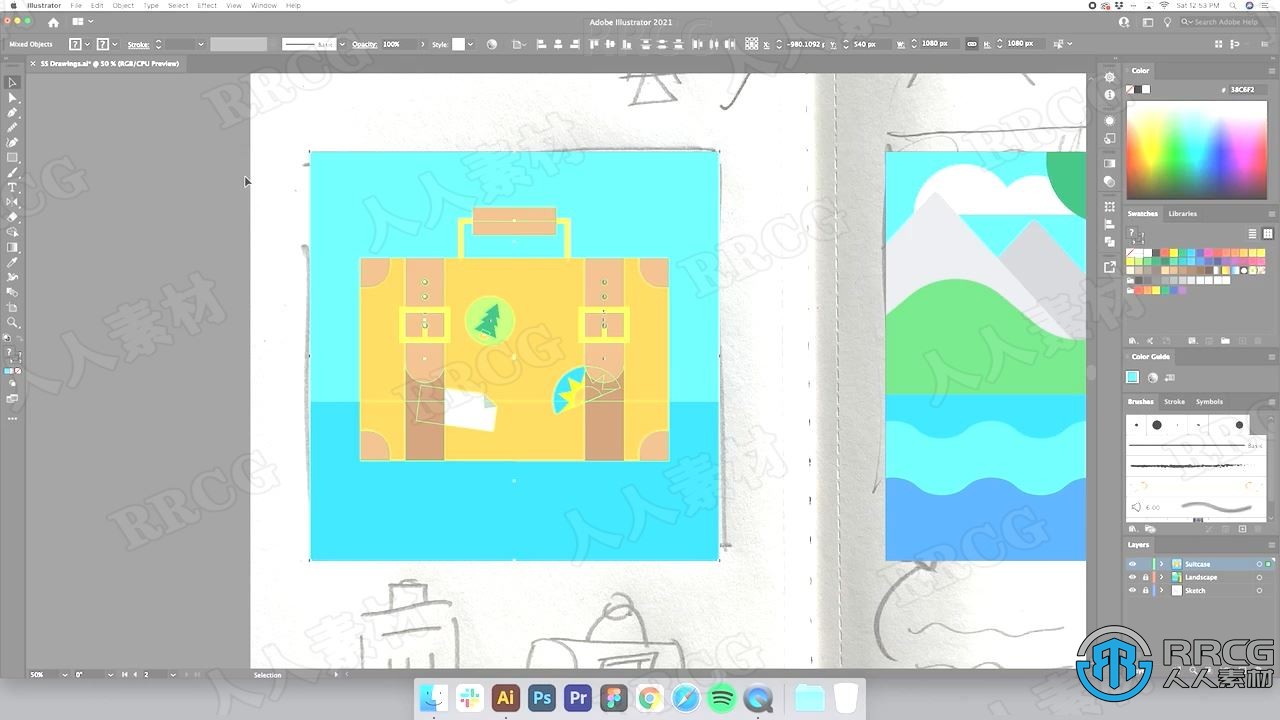 Illustrator File Edit Object Type Select Effect View Window Help
Sat 12:53 PM
Adobe Illustrator 2021
Search Adobe Help
Mixed Objects ? ? Stroke: Basic Opacity: 100% Style: X: -980.1092 p Y: 540 px W: 1080 px H: 1080 px
SS Drawings.ai* @ 50 % (RGB/CPU Preview)
Color
# 38C6F2
Swatches Libraries
Color Guide
Brushes Stroke Symbols
Basic
6.00
Layers
Suitcase
Landscape
Sketch
50% 0° 2 Selection
Ai Ps Pr
RRCG
人人素材
RRCG
人人素材